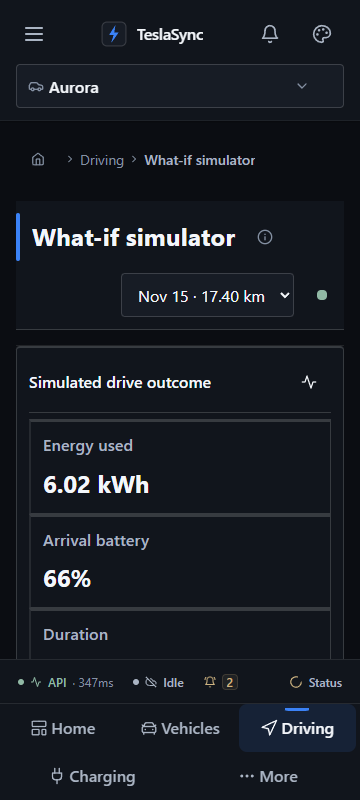 TeslaSync
Aurora
Driving What-if simulator
What-if simulator
Nov 15 · 17.40 km
Simulated drive outcome
Energy used
6.02 kWh
Arrival battery
66%
Duration
API · 347ms Idle 2 Status
Home Vehicles Driving
Charging More